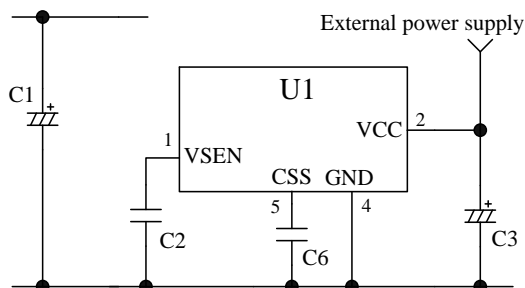 External power supply
C1
+
U1
VCC
2
1
VSEN
CSS
GND
5
4
+
C2
C6
C3